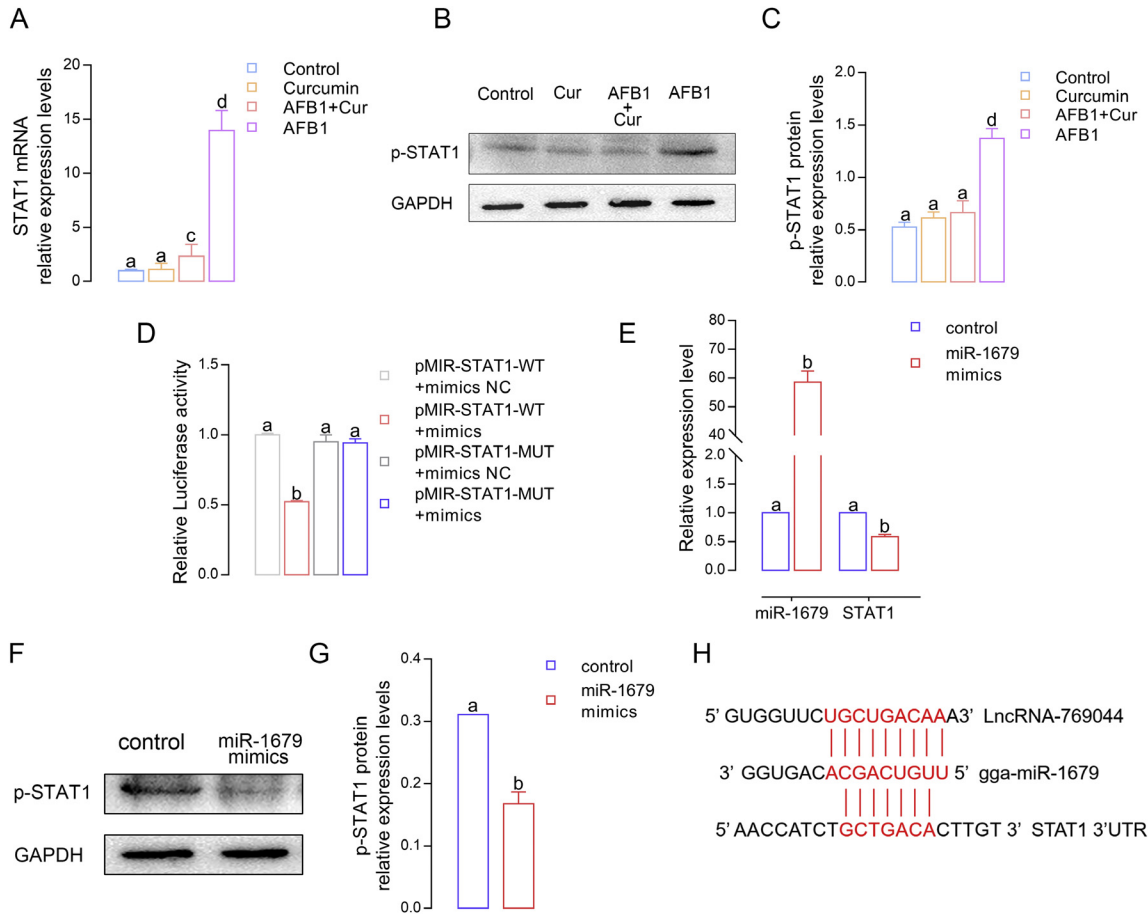 A
STAT1 mRNA
relative expression levels
20
15
10
5
0
a
a
c
d
Control
Curcumin
AFB1+Cur
AFB1
B
Control
Cur
AFB1
+
Cur
AFB1
p-STAT1
GAPDH
C
p-STAT1 protein
relative expression levels
2.0
1.5
1.0
0.5
0.0
a
a
a
d
Control
Curcumin
AFB1+Cur
AFB1
D
Relative Luciferase activity
1.5
1.0
0.5
0.0
a
b
a
a
pMIR-STAT1-WT
+mimics NC
pMIR-STAT1-WT
+mimics
pMIR-STAT1-MUT
+mimics NC
pMIR-STAT1-MUT
+mimics
E
Relative expression level
80
70
60
50
40
2.0
1.5
1.0
0.5
0.0
a
b
a
b
miR-1679
STAT1
control
miR-1679
mimics
F
control
miR-1679
mimics
p-STAT1
GAPDH
G
p-STAT1 protein
relative expression levels
0.4
0.3
0.2
0.1
0.0
a
b
control
miR-1679
mimics
H
5’ GUGGUUCUGCUGACAAA3’ LncRNA-769044
3’ GGUGACACGACUGUU 5’ gga-miR-1679
5’ AACCATCTGCTGACACTTGT 3’ STAT1 3’UTR